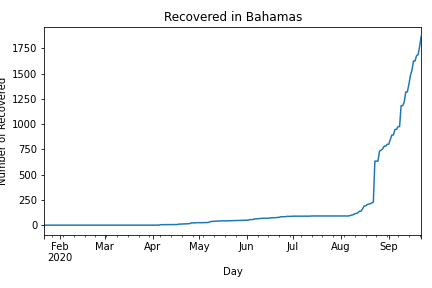 Recovered in Bahamas
Number of Recovered
1750
1500
1250
1000
750
500
250
0
Feb Mar Apr May Jun Jul Aug Sep
2020
Day